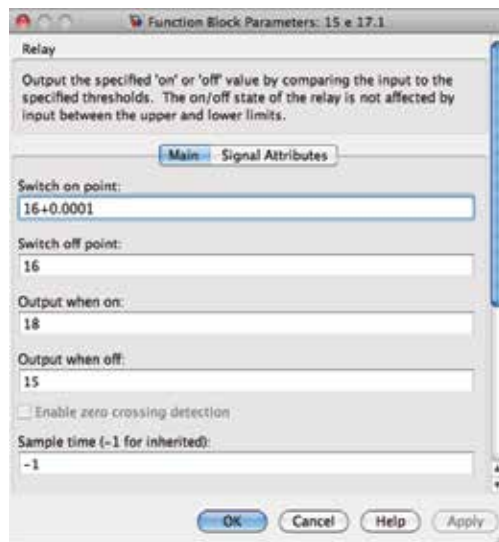 Function Block Parameters: 15 e 17.1
Relay
Output the specified 'on' or 'off' value by comparing the input to the
specified thresholds. The on/off state of the relay is not affected by
input between the upper and lower limits.
Main Signal Attributes
Switch on point:
16+0.0001
Switch off point:
16
Output when on:
18
Output when off:
15
Enable zero crossing detection
Sample time (-1 for inherited):
-1
OK Cancel Help Apply